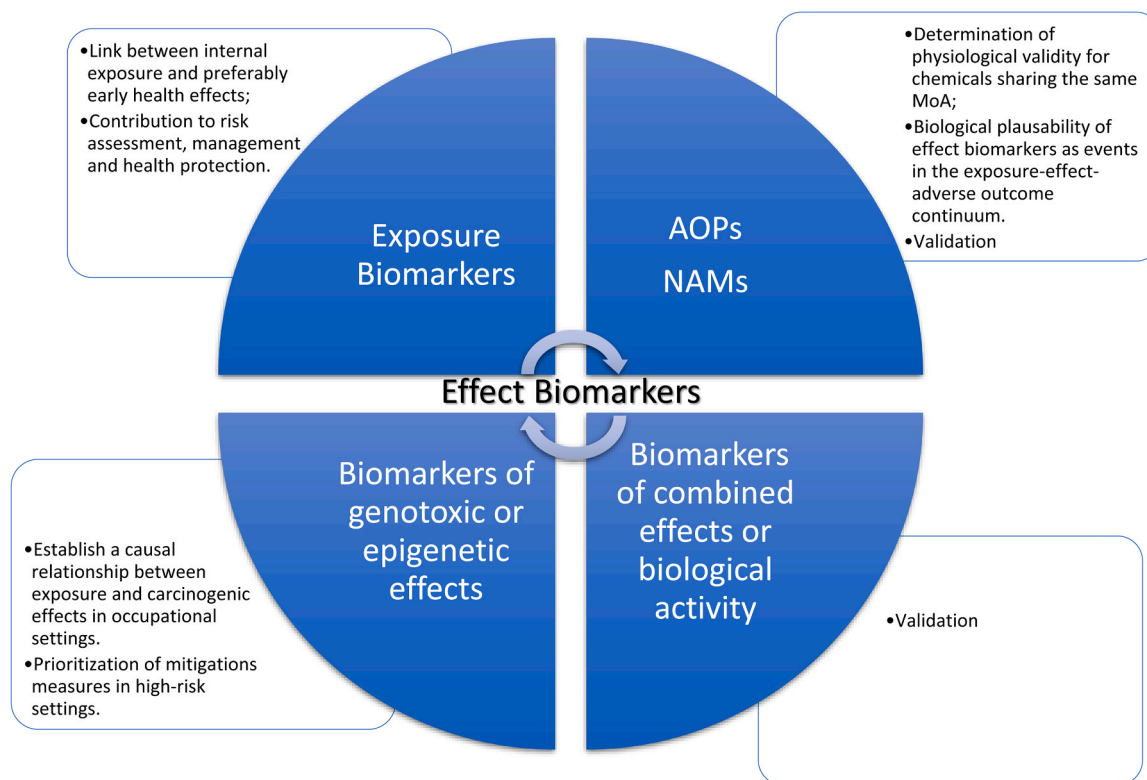 •Link between internal
exposure and preferably
early health effects;
•Contribution to risk
assessment, management
and health protection.
Exposure
Biomarkers
•Determination of
physiological validity for
chemicals sharing the same
MoA;
•Biological plausability of
effect biomarkers as events
in the exposure-effect-
adverse outcome
continuum.
•Validation
AOPs
NAMs
Effect Biomarkers
Biomarkers of
genotoxic or
epigenetic
effects
•Establish a causal
relationship between
exposure and carcinogenic
effects in occupational
settings.
•Prioritization of mitigations
measures in high-risk
settings.
Biomarkers
of combined
effects or
biological
activity
•Validation